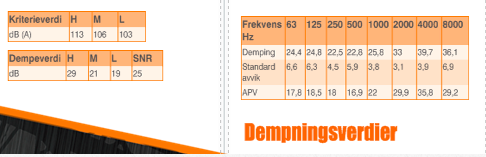 Kriterieverdi H M L
dB (A) 113 106 103
Dempeverdi H M L SNR
dB 29 21 19 25
Frekvens Hz 63 125 250 500 1000 2000 4000 8000
Demping 24,4 24,8 22,5 22,8 25,8 33 39,7 36,1
Standard avvik 6,6 6,3 4,5 5,9 3,8 3,1 3,9 6,9
APV 17,8 18,5 18 16,9 22 29,9 35,8 29,2
Dempningsverdier